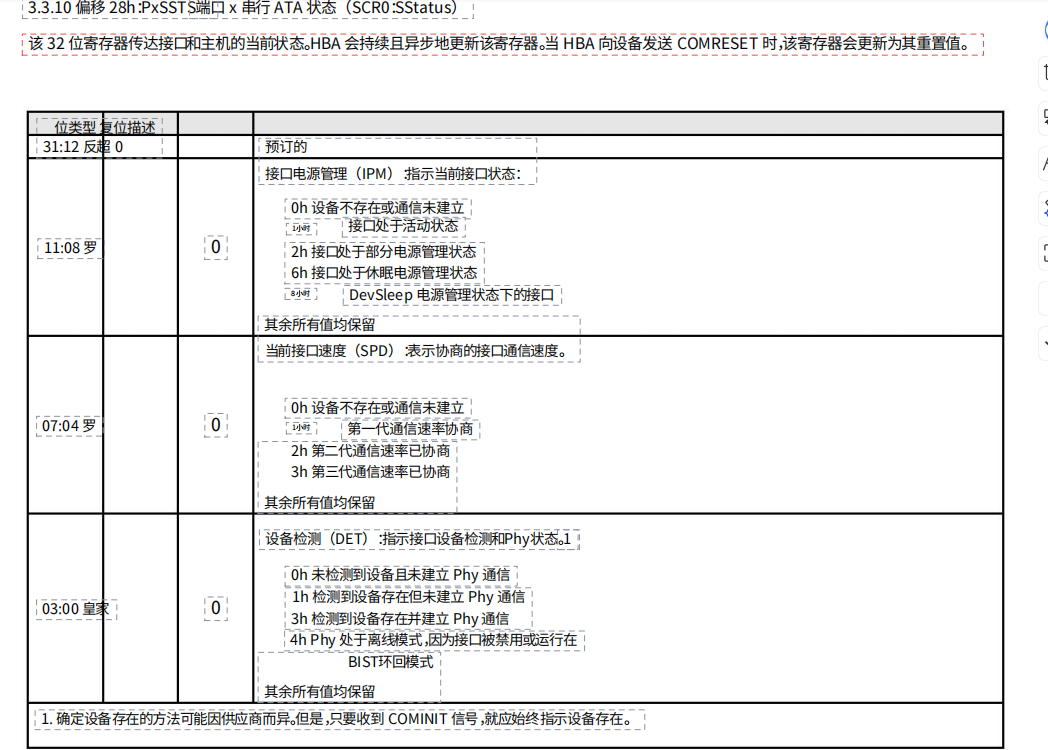 3.3.10 偏移 28h:PxSSTS端口 x 串行 ATA 状态（SCR0:SStatus）
该 32 位寄存器传达接口和主机的当前状态。HBA 会持续且异步地更新该寄存器。当 HBA 向设备发送 COMRESET 时,该寄存器会更新为其重置值。
位类型 复位描述
31:12 反超 0
预订的
接口电源管理（IPM）:指示当前接口状态：
0h 设备不存在或通信未建立
1小时 接口处于活动状态
11:08 罗 0
2h 接口处于部分电源管理状态
6h 接口处于休眠电源管理状态
8小时 DevSleep 电源管理状态下的接口
其余所有值均保留
当前接口速度（SPD）:表示协商的接口通信速度。
0h 设备不存在或通信未建立
07:04 罗 0
1小时 第一代通信速率协商
2h 第二代通信速率已协商
3h 第三代通信速率已协商
其余所有值均保留
设备检测（DET）:指示接口设备检测和Phy状态。1
0h 未检测到设备且未建立 Phy 通信
1h 检测到设备存在但未建立 Phy 通信
03:00 皇家 0
3h 检测到设备存在并建立 Phy 通信
4h Phy 处于离线模式,因为接口被禁用或运行在
BIST环回模式
其余所有值均保留
1. 确定设备存在的方法可能因供应商而异。但是,只要收到 COMINIT 信号,就应始终指示设备存在。